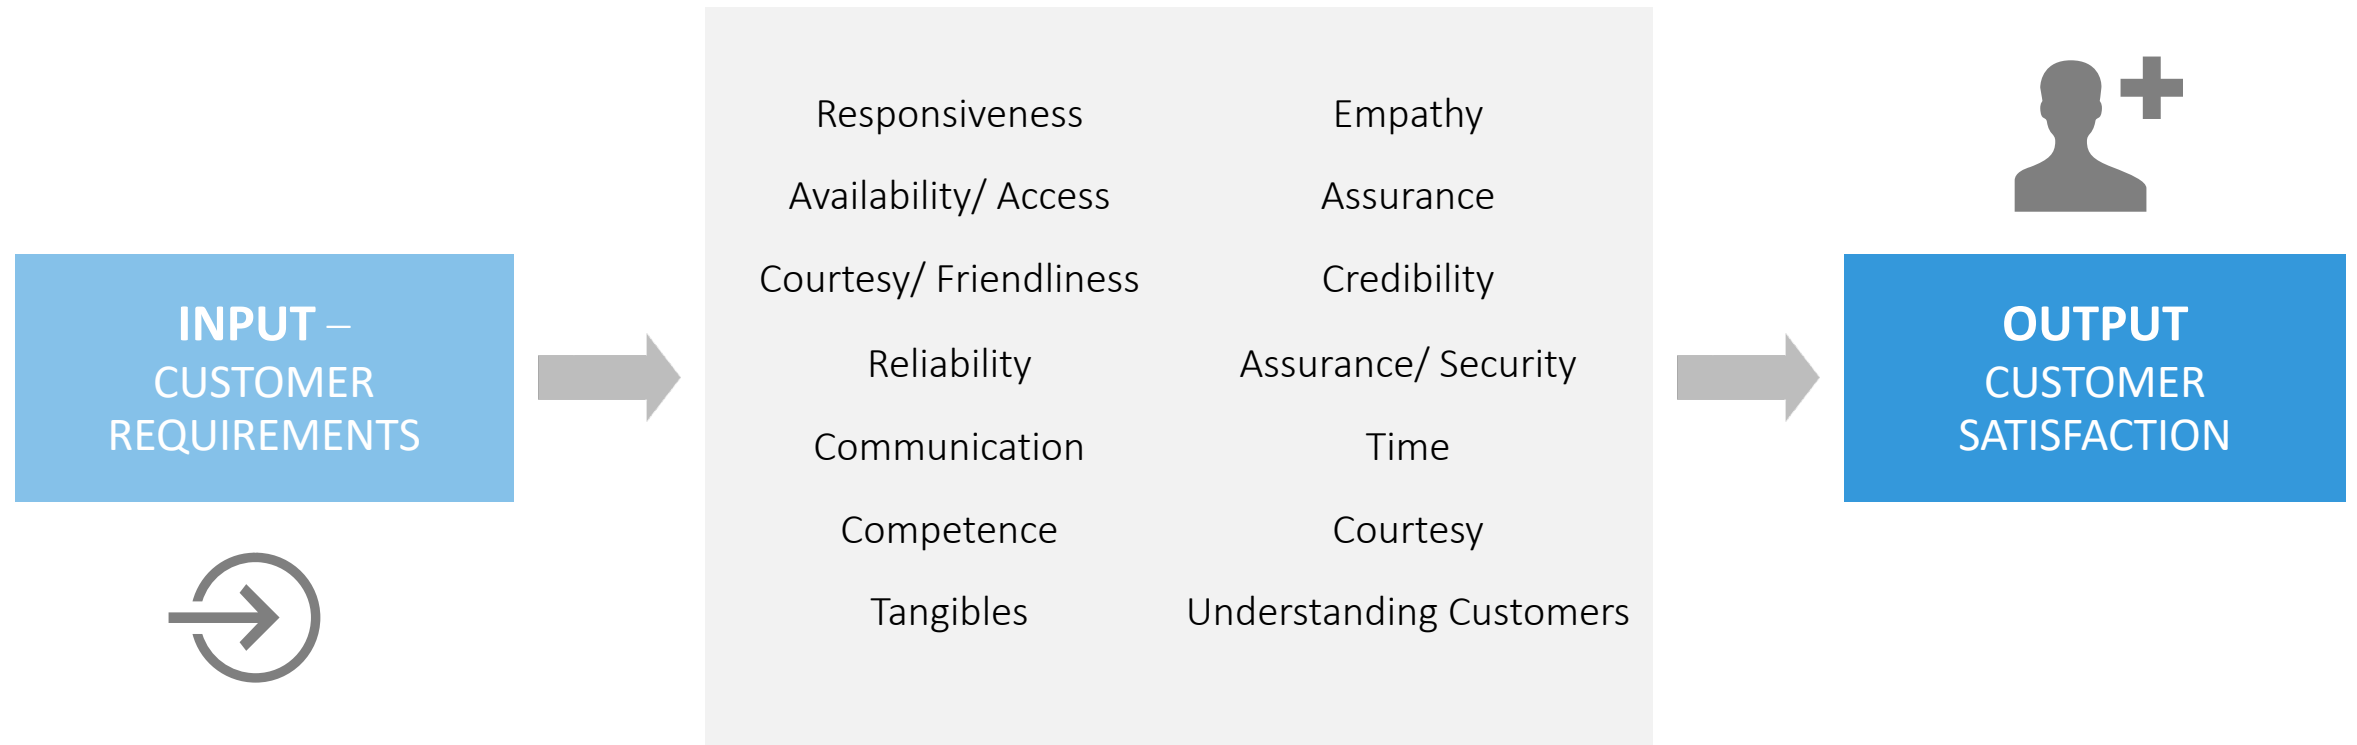 INPUT –
CUSTOMER
REQUIREMENTS
Responsiveness
Availability/ Access
Courtesy/ Friendliness
Reliability
Communication
Competence
Tangibles
Empathy
Assurance
Credibility
Assurance/ Security
Time
Courtesy
Understanding Customers
OUTPUT
CUSTOMER
SATISFACTION